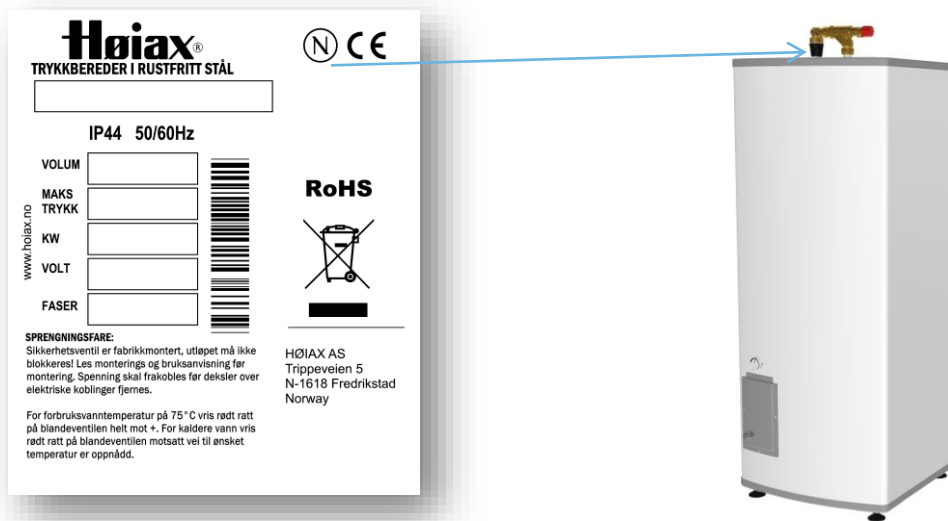 Høiax®
TRYKKBEREDER I RUSTFRITT STÅL
N CE
IP44 50/60Hz
VOLUM
MAKS
TRYKK
KW
VOLT
FASER
www.hoiax.no
RoHS
SPRENGNINGSFARE:
Sikkerhetsventil er fabrikkmontert, utløpet må ikke
blokkeres! Les monterings og bruksanvisning før
montering. Spenning skal frakobles før deksler over
elektriske koblinger fjernes.
For forbruksvanntemperatur på 75°C vris rødt ratt
på blandeventilen helt mot +. For kaldere vann vris
rødt ratt på blandeventilen motsatt vei til ønsket
temperatur er oppnådd.
HØIAX AS
Trippeveien 5
N-1618 Fredrikstad
Norway